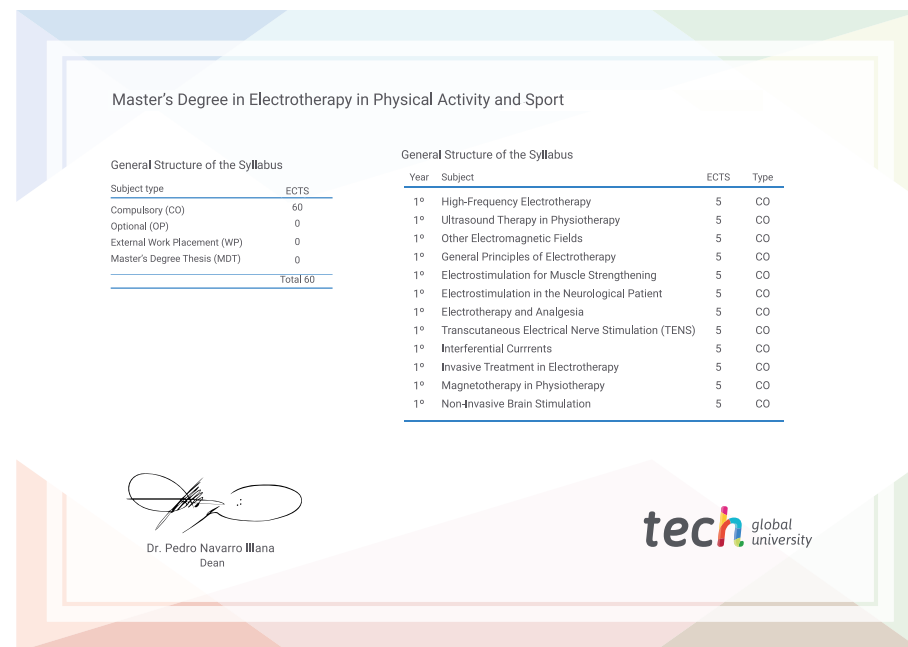 Master's Degree in Electrotherapy in Physical Activity and Sport
General Structure of the Syllabus
Subject type ECTS
Compulsory (CO) 60
Optional (OP) 0
External Work Placement (WP) 0
Master's Degree Thesis (MDT) 0
Total 60
General Structure of the Syllabus
Year Subject ECTS Type
1º High-Frequency Electrotherapy 5 CO
1º Ultrasound Therapy in Physiotherapy 5 CO
1º Other Electromagnetic Fields 5 CO
1º General Principles of Electrotherapy 5 CO
1º Electrostimulation for Muscle Strengthening 5 CO
1º Electrostimulation in the Neurological Patient 5 CO
1º Electrotherapy and Analgesia 5 CO
1º Transcutaneous Electrical Nerve Stimulation (TENS) 5 CO
1º Interferential Currrents 5 CO
1º Invasive Treatment in Electrotherapy 5 CO
1º Magnetotherapy in Physiotherapy 5 CO
1º Non-Invasive Brain Stimulation 5 CO
Dr. Pedro Navarro Illana
Dean
tech global
university